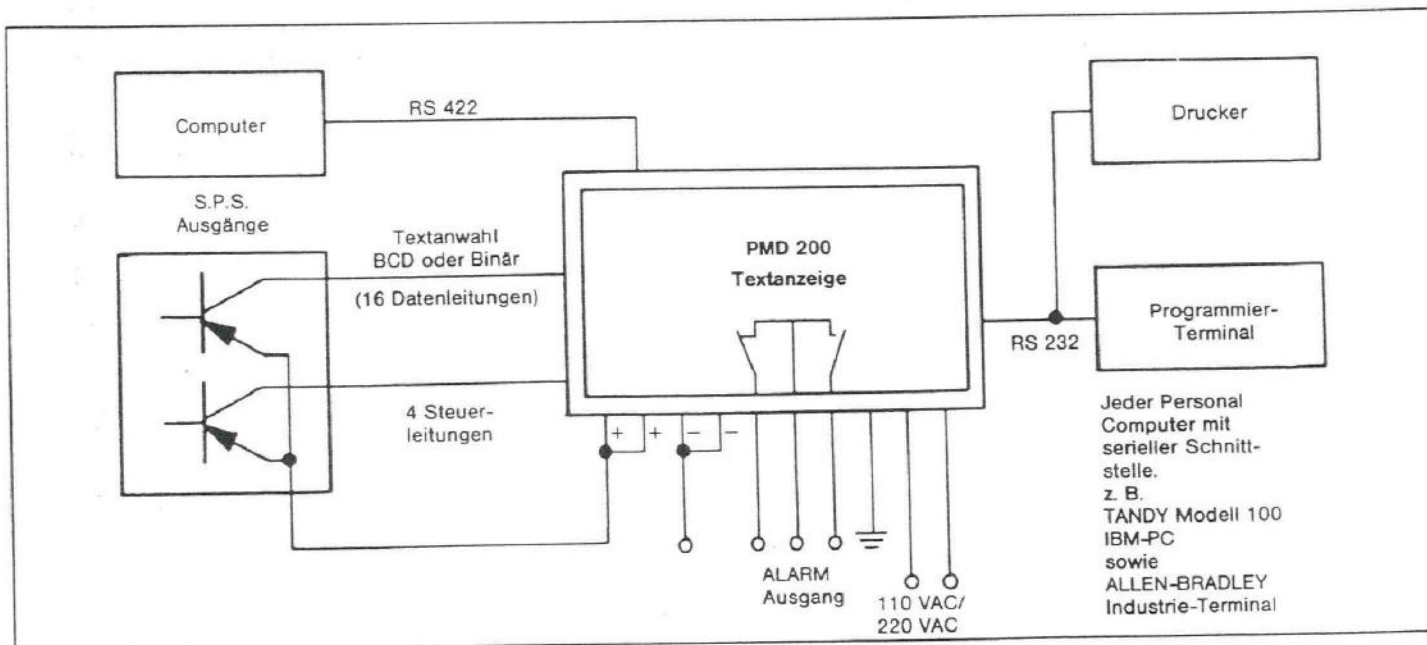 Computer
RS 422
Drucker
S.P.S.
Ausgänge
Textanwahl
BCD oder Binär
(16 Datenleitungen)
PMD 200
Textanzeige
RS 232
Programmier-
Terminal
4 Steuer-
leitungen
+ + − −
Jeder Personal
Computer mit
serieller Schnitt-
stelle.
z. B.
TANDY Modell 100
IBM-PC
sowie
ALLEN-BRADLEY
Industrie-Terminal
ALARM
Ausgang
110 VAC/
220 VAC